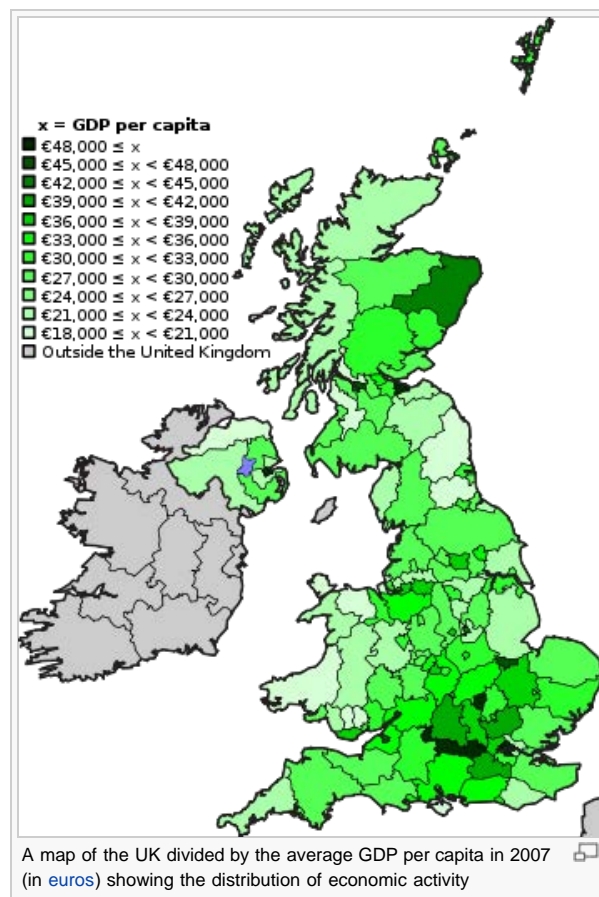 x = GDP per capita
€48,000 ≤ x
€45,000 ≤ x < €48,000
€42,000 ≤ x < €45,000
€39,000 ≤ x < €42,000
€36,000 ≤ x < €39,000
€33,000 ≤ x < €36,000
€30,000 ≤ x < €33,000
€27,000 ≤ x < €30,000
€24,000 ≤ x < €27,000
€21,000 ≤ x < €24,000
€18,000 ≤ x < €21,000
Outside the United Kingdom
A map of the UK divided by the average GDP per capita in 2007
(in euros) showing the distribution of economic activity